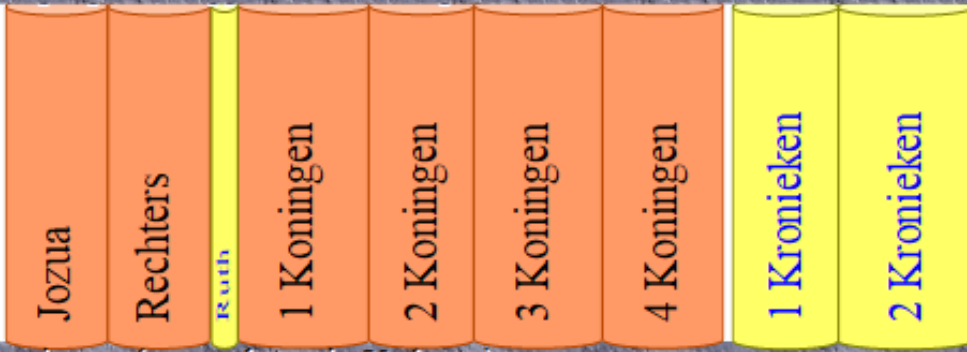 Jozua
Rechters
Ruth
1 Koningen
2 Koningen
3 Koningen
4 Koningen
1 Kronieken
2 Kronieken